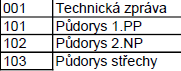 001 Technická zpráva
101 Půdorys 1.PP
102 Půdorys 2.NP
103 Půdorys střechy